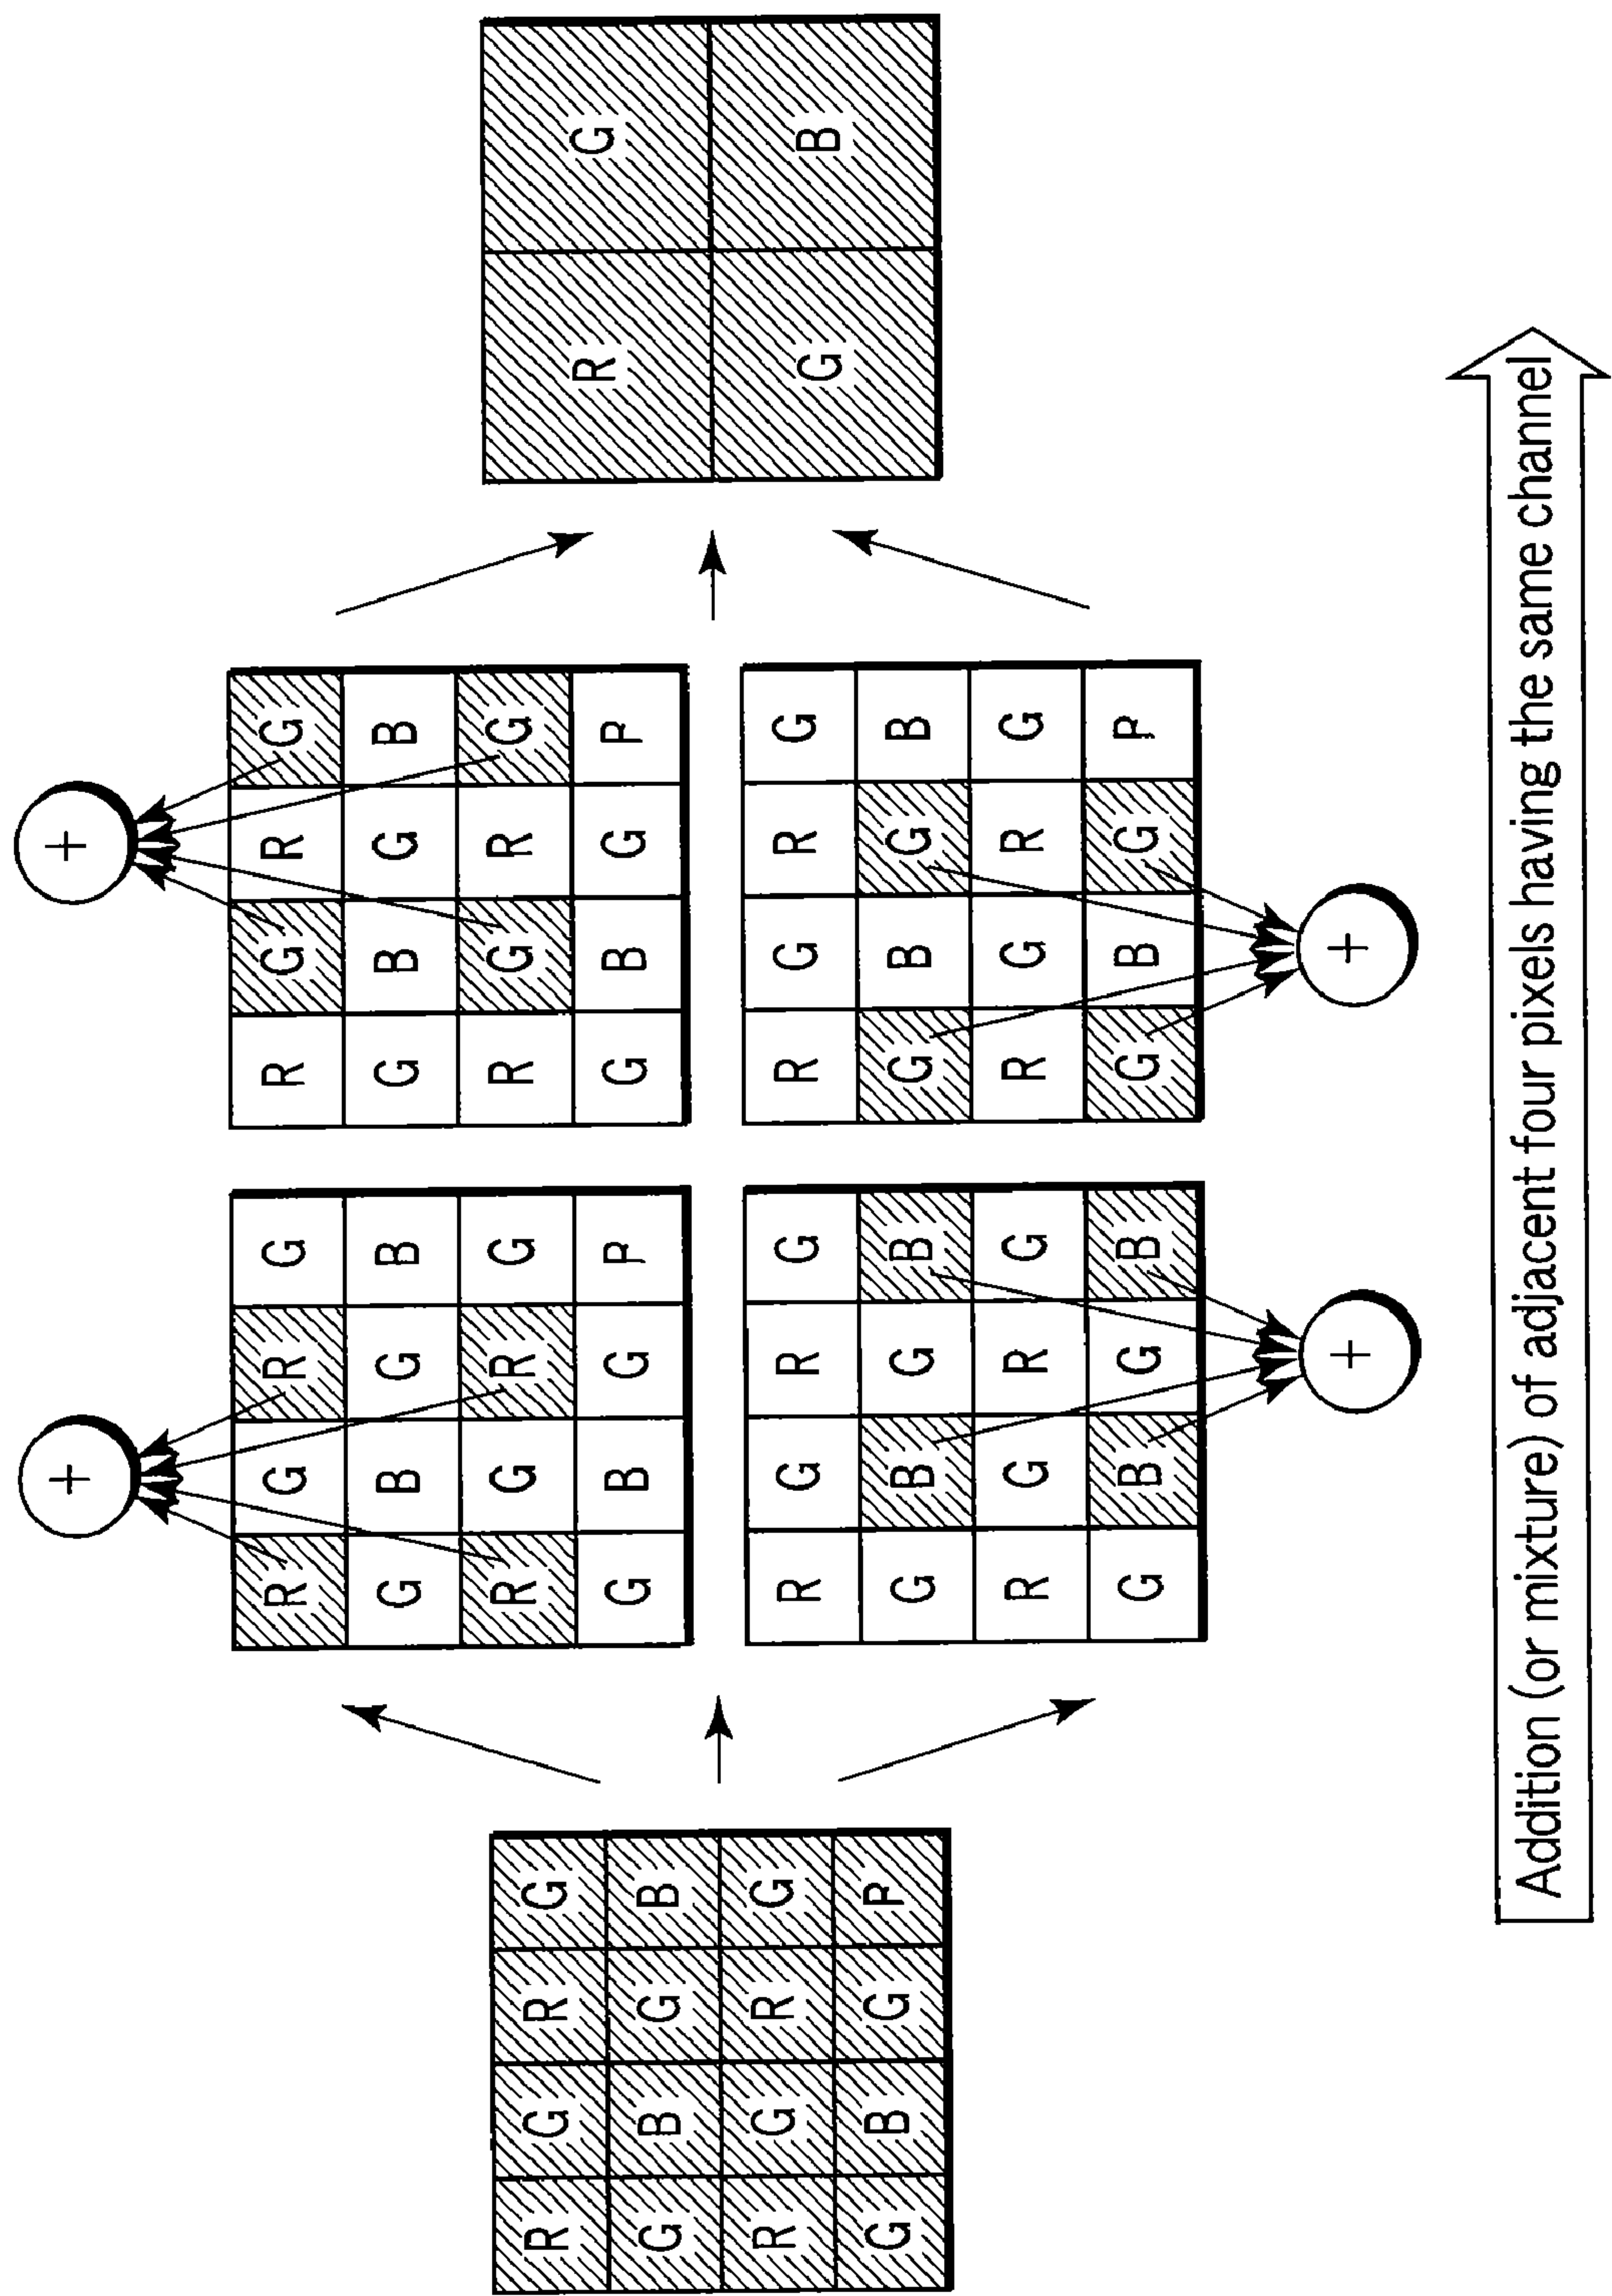 R G R G
G B G B
R G R G
G B G P
+
R G R G
G B G B
R G R G
G B G P
+
R G R G
G B G B
R G R G
G B G P
R G R G
G B G B
R G R G
G B G B
+
R G R G
G B G B
R G R G
G B G P
+
R G
G B
Addition (or mixture) of adjacent four pixels having the same channel